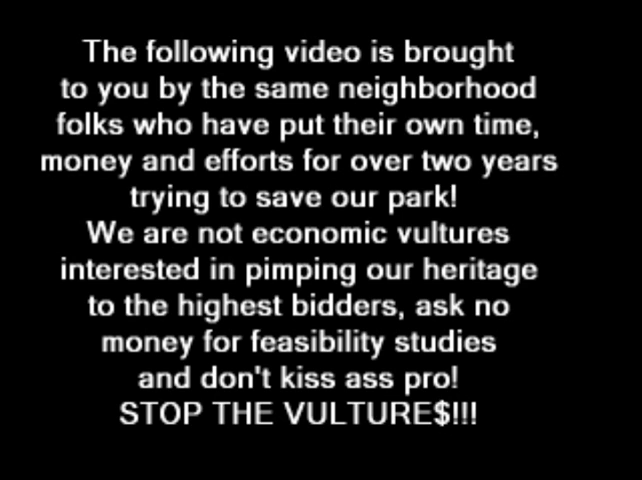 The following video is brought
to you by the same neighborhood
folks who have put their own time,
money and efforts for over two years
trying to save our park!
We are not economic vultures
interested in pimping our heritage
to the highest bidders, ask no
money for feasibility studies
and don't kiss ass pro!
STOP THE VULTURE$!!!